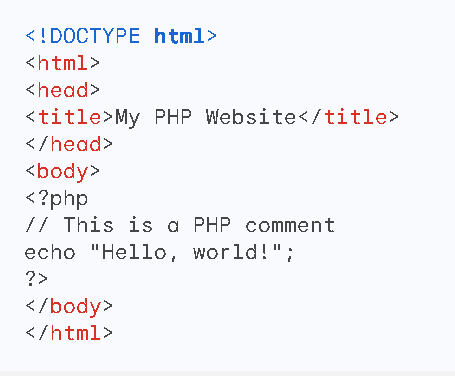 <!DOCTYPE html>
<html>
<head>
<title>My PHP Website</title>
</head>
<body>
<?php
// This is a PHP comment
echo "Hello, world!";
?>
</body>
</html>